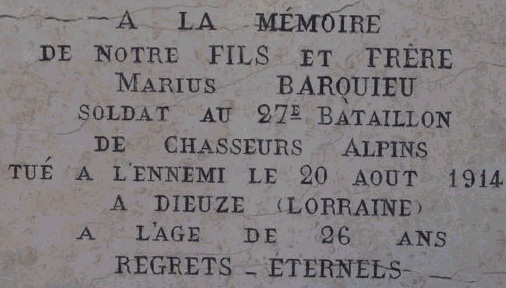 A LA MÉMOIRE
DE NOTRE FILS ET FRÈRE
MARIUS BARQUIEU
SOLDAT AU 27E BATAILLON
DE CHASSEURS ALPINS
TUÉ A L'ENNEMI LE 20 AOUT 1914
A DIEUZE (LORRAINE)
A L'AGE DE 26 ANS
REGRETS - ÉTERNELS